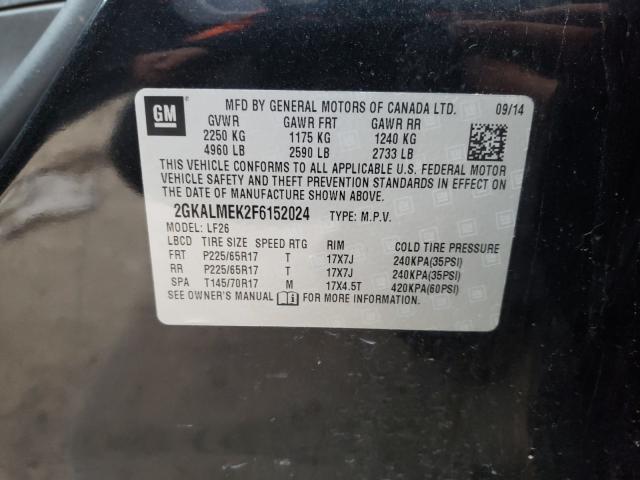 GM
MFD BY GENERAL MOTORS OF CANADA LTD. 09/14
GVWR GAWR FRT GAWR RR
2250 KG 1175 KG 1240 KG
4960 LB 2590 LB 2733 LB
THIS VEHICLE CONFORMS TO ALL APPLICABLE U.S. FEDERAL MOTOR
VEHICLE SAFETY AND THEFT PREVENTION STANDARDS IN EFFECT ON
THE DATE OF MANUFACTURE SHOWN ABOVE.
2GKALMEK2F6152024 TYPE: M.P.V.
MODEL: LF26
LBCD TIRE SIZE SPEED RTG RIM COLD TIRE PRESSURE
FRT P225/65R17 T 17X7J 240KPA(35PSI)
RR P225/65R17 T 17X7J 240KPA(35PSI)
SPA T145/70R17 M 17X4.5T 420KPA(60PSI)
SEE OWNER'S MANUAL FOR MORE INFORMATION.